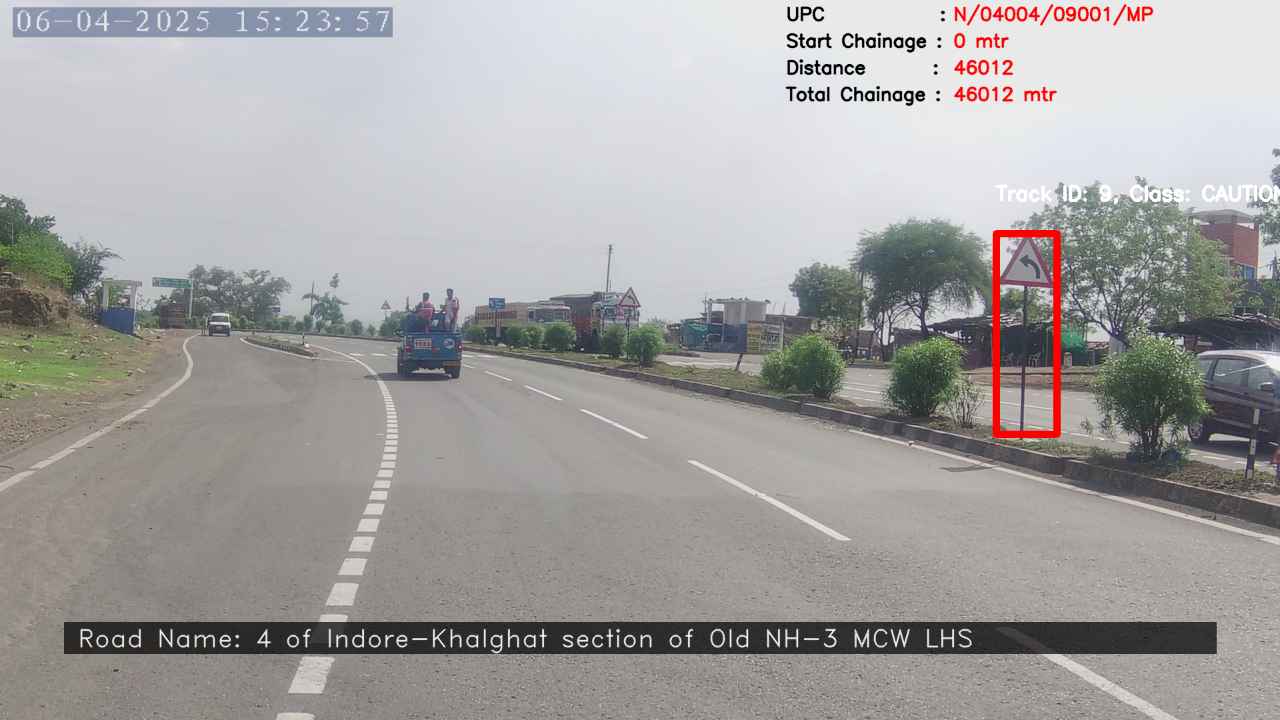 06-04-2025 15:23:57
UPC : N/04004/09001/MP
Start Chainage : 0 mtr
Distance : 46012
Total Chainage : 46012 mtr
Track ID: 9, Class: CAUTION
Road Name: 4 of Indore-Khalghat section of Old NH-3 MCW LHS